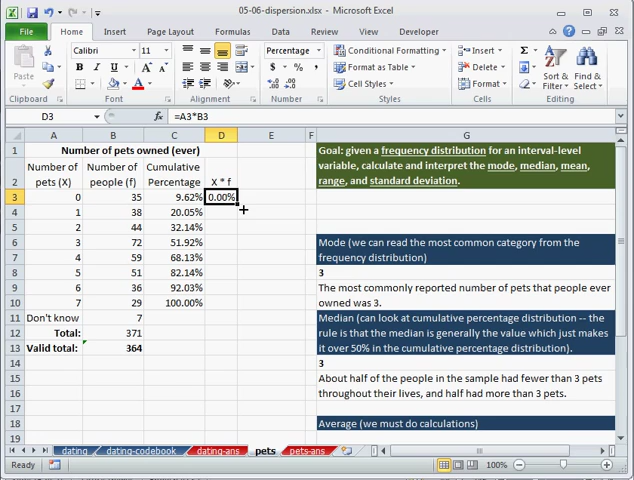 05-06-dispersion.xlsx - Microsoft Excel
File Home Insert Page Layout Formulas Data Review View Developer
Calibri 11 Percentage Conditional Formatting Insert Σ
Paste B I U A A $ % , Format as Table Delete Sort & Find &
Cell Styles Format Filter Select
Clipboard Font Alignment Number Styles Cells Editing
D3 fx =A3*B3
A B C D E F G
1 Number of pets owned (ever) Goal: given a frequency distribution for an interval-level
variable, calculate and interpret the mode, median, mean,
range, and standard deviation.
Number of Number of Cumulative
2 pets (X) people (f) Percentage X * f
3 0 35 9.62% 0.00%
4 1 38 20.05%
5 2 44 32.14%
6 3 72 51.92% Mode (we can read the most common category from the
7 4 59 68.13% frequency distribution)
8 5 51 82.14% 3
9 6 36 92.03% The most commonly reported number of pets that people ever
10 7 29 100.00% owned was 3.
11 Don't know 7 Median (can look at cumulative percentage distribution -- the
12 Total: 371 rule is that the median is generally the value which just makes
13 Valid total: 364 it over 50% in the cumulative percentage distribution).
14 3
15 About half of the people in the sample had fewer than 3 pets
16 throughout their lives, and half had more than 3 pets.
17
18 Average (we must do calculations)
19
dating dating-codebook dating-ans pets pets-ans
Ready 100%